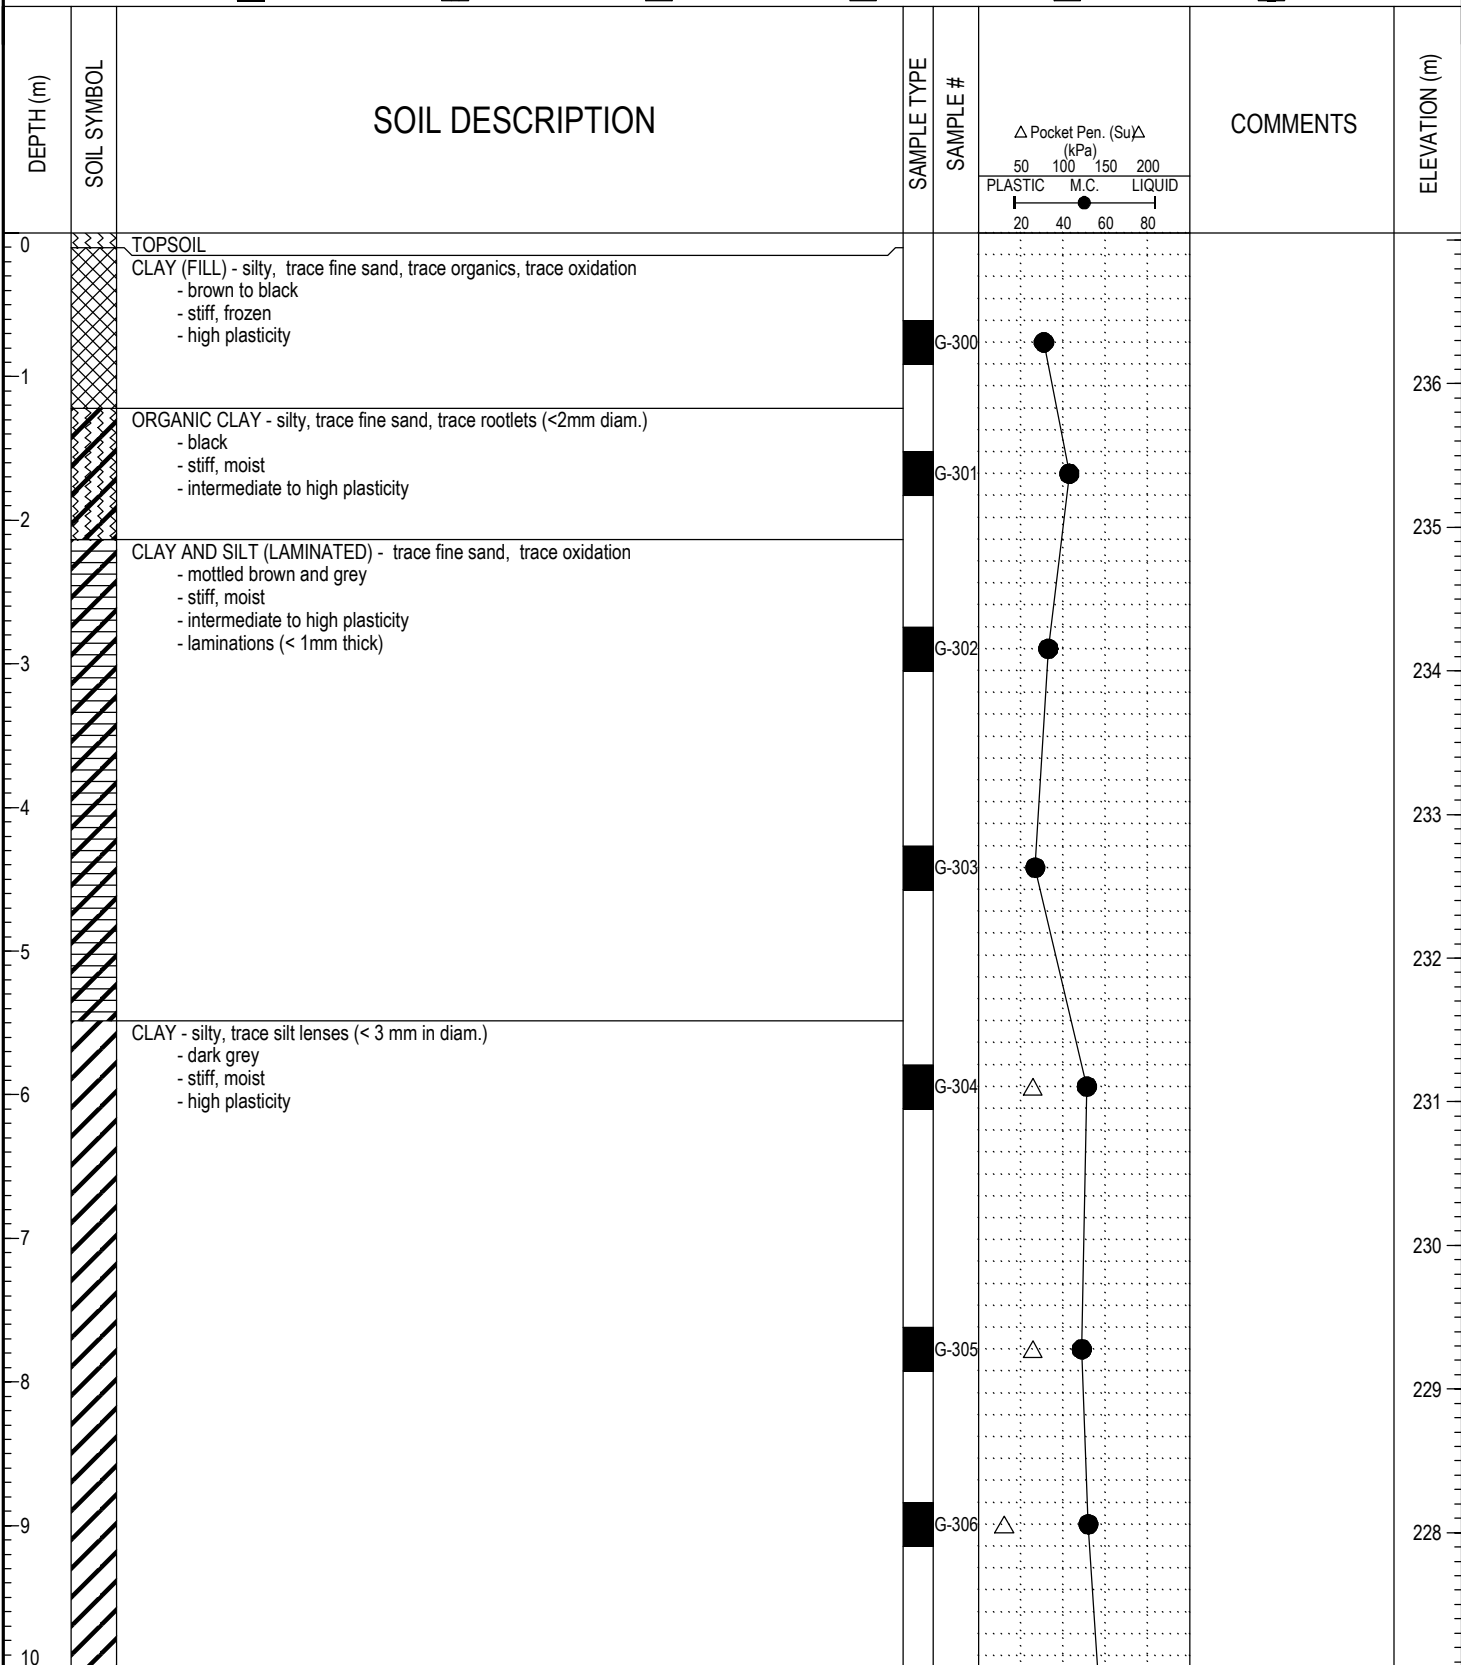 DEPTH (m)
SOIL SYMBOL
SOIL DESCRIPTION
SAMPLE TYPE
SAMPLE #
△ Pocket Pen. (Su)△
(kPa)
50 100 150 200
PLASTIC M.C. LIQUID
20 40 60 80
COMMENTS
ELEVATION (m)
0
TOPSOIL
CLAY (FILL) - silty, trace fine sand, trace organics, trace oxidation
- brown to black
- stiff, frozen
- high plasticity
G-300
1
236
ORGANIC CLAY - silty, trace fine sand, trace rootlets (<2mm diam.)
- black
- stiff, moist
- intermediate to high plasticity
G-301
2
235
CLAY AND SILT (LAMINATED) - trace fine sand, trace oxidation
- mottled brown and grey
- stiff, moist
- intermediate to high plasticity
- laminations (< 1mm thick)
G-302
3
234
4
233
G-303
5
232
CLAY - silty, trace silt lenses (< 3 mm in diam.)
- dark grey
- stiff, moist
- high plasticity
G-304
6
231
7
230
G-305
8
229
G-306
9
228
10